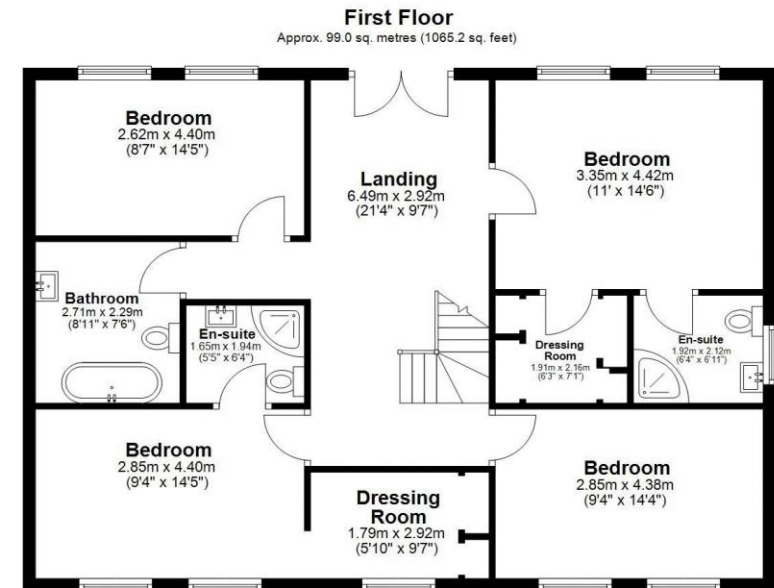 First Floor
Approx. 99.0 sq. metres (1065.2 sq. feet)
Bedroom
2.62m x 4.40m
(8'7" x 14'5")
Landing
6.49m x 2.92m
(21'4" x 9'7")
Bedroom
3.35m x 4.42m
(11' x 14'6")
Bathroom
2.71m x 2.29m
(8'11" x 7'6")
En-suite
1.65m x 1.94m
(5'5" x 6'4")
Dressing
Room
1.91m x 2.16m
(6'3" x 7'1")
En-suite
1.92m x 2.12m
(6'4" x 6'11")
Bedroom
2.85m x 4.40m
(9'4" x 14'5")
Dressing
Room
1.79m x 2.92m
(5'10" x 9'7")
Bedroom
2.85m x 4.38m
(9'4" x 14'4")